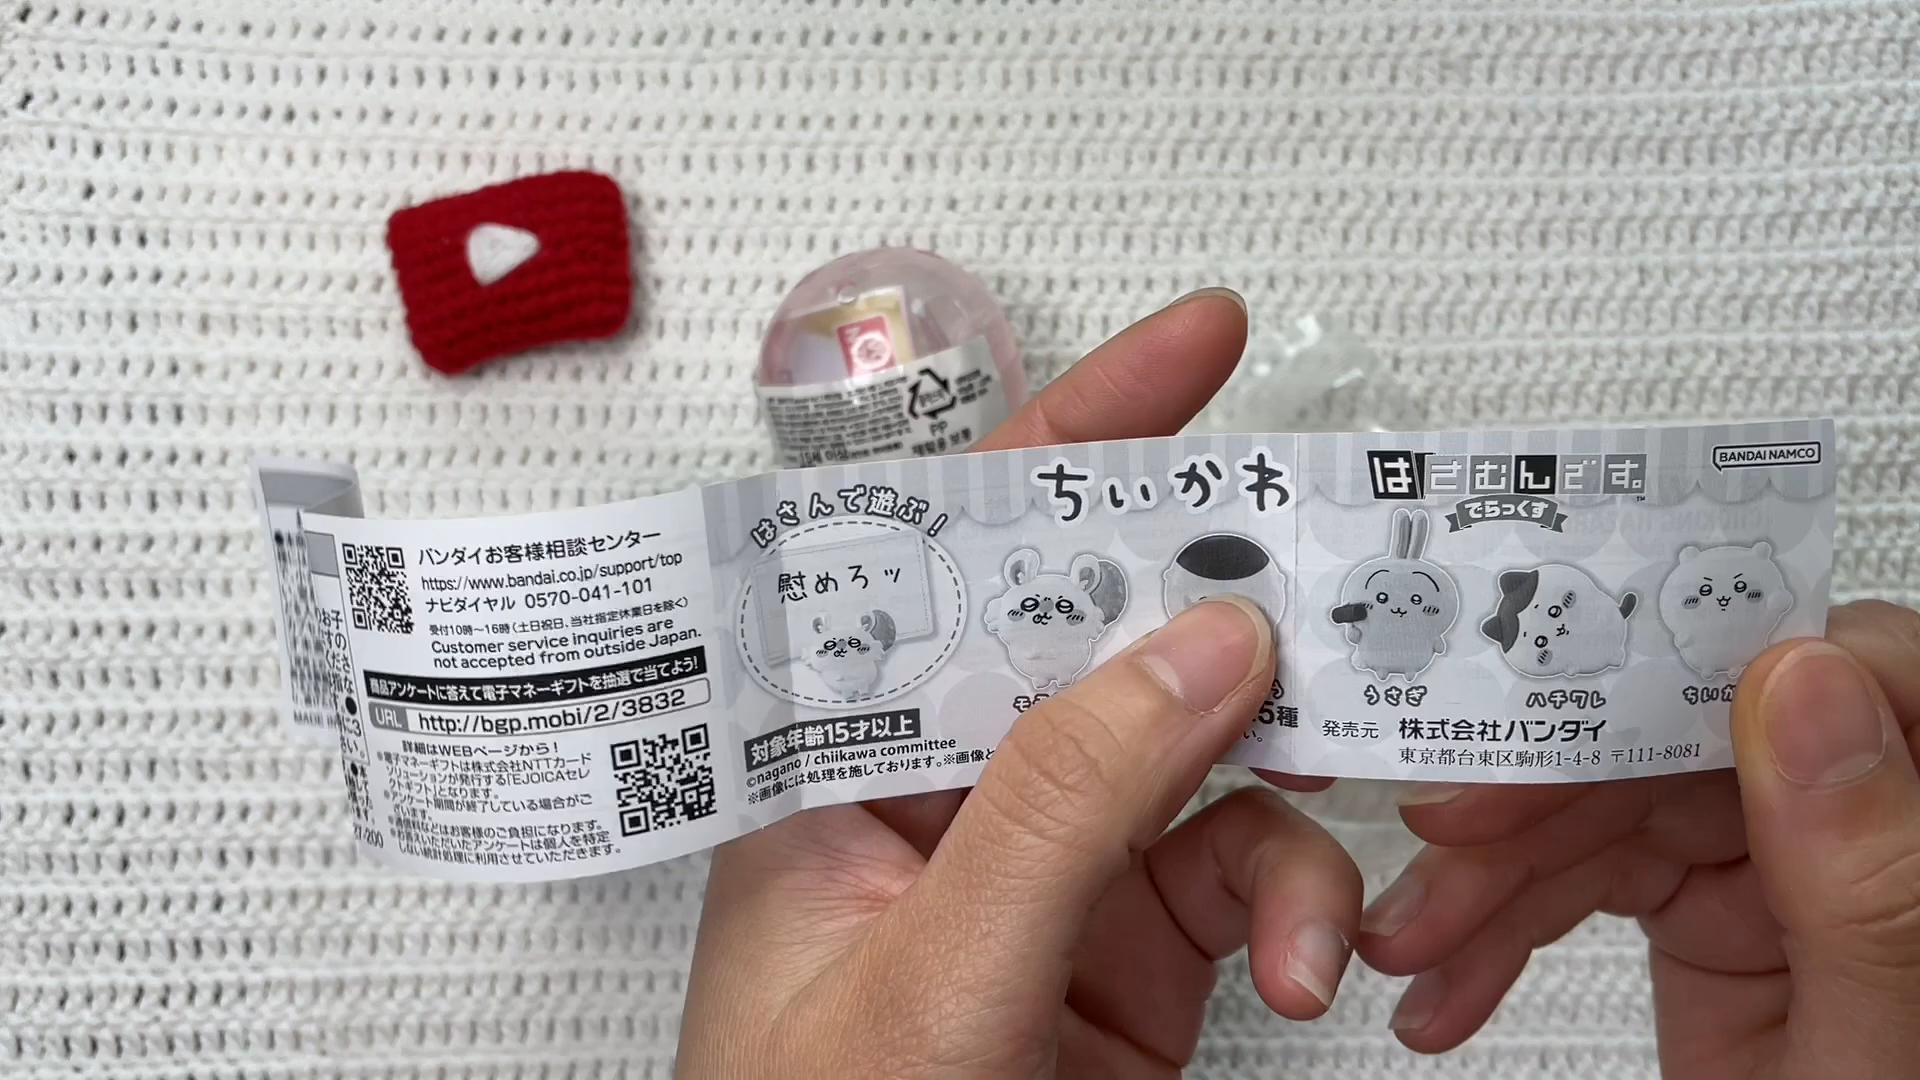 PP
재활용 보통
15세 이상
バンダイお客様相談センター
https://www.bandai.co.jp/support/top
ナビダイヤル 0570-041-101
受付10時～16時(土日祝日、当社指定休業日を除く)
Customer service inquiries are
not accepted from outside Japan.
商品アンケートに答えて電子マネーギフトを抽選で当てよう!
URL http://bgp.mobi/2/3832
詳細はWEBページから!
※電子マネーギフトは株式会社NTTカード
ソリューションが発行する「EJOICAセレ
クトギフト」となります。
※アンケート期間が終了している場合がご
ざいます。
※通信料などはお客様のご負担になります。
※お答えいただいたアンケートは個人を特定
しない統計処理に利用させていただきます。
はさんで遊ぶ!
慰めろッ
対象年齢15才以上
©nagano / chiikawa committee
※画像には処理を施しております。※画像と
ちいかわ
5種
はさむんです。™
でらっくす
BANDAI NAMCO
うさぎ
ハチワレ
ちいか
発売元 株式会社バンダイ
東京都台東区駒形1-4-8 〒111-8081